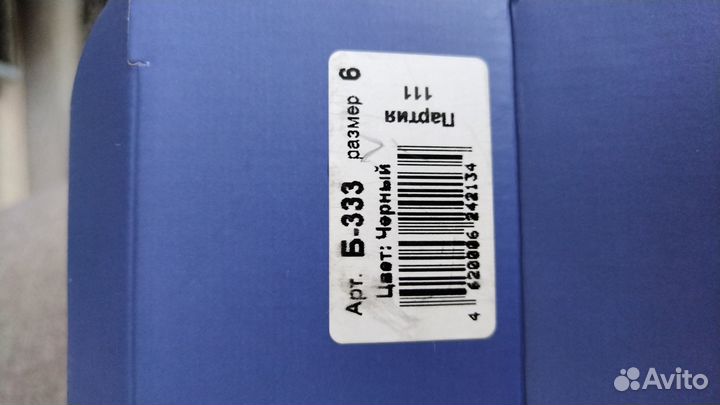 Арт. Б-333 размер 6
Цвет: Черный
4 620006 242134
Партия
111
Avito